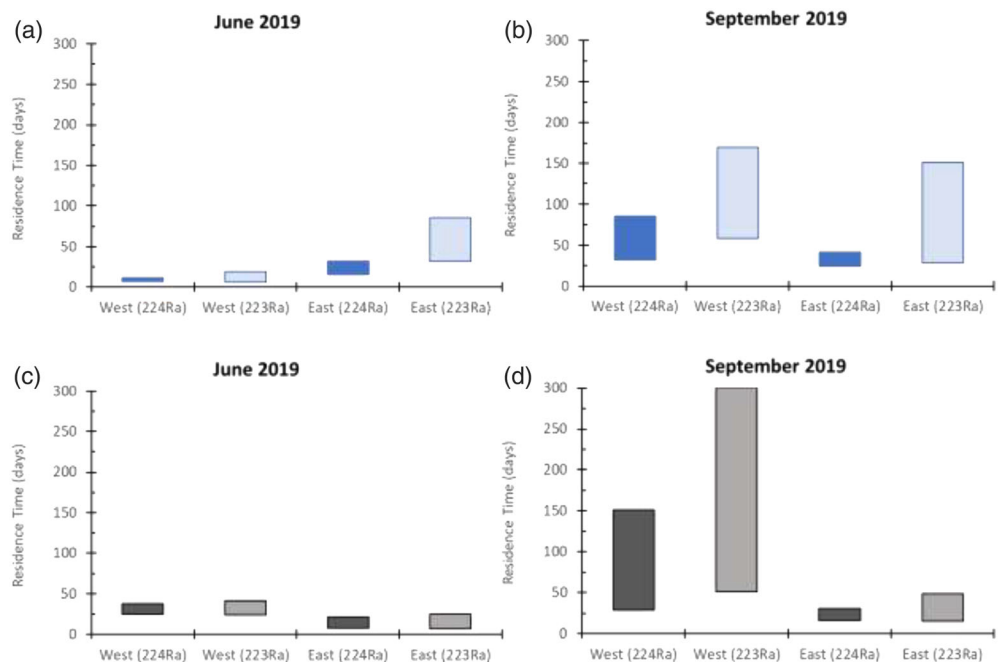 (a)
June 2019
Residence Time (days)
300
250
200
150
100
50
0
West (224Ra) West (223Ra) East (224Ra) East (223Ra)
(b)
September 2019
Residence Time (days)
300
250
200
150
100
50
0
West (224Ra) West (223Ra) East (224Ra) East (223Ra)
(c)
June 2019
Residence Time (days)
300
250
200
150
100
50
0
West (224Ra) West (223Ra) East (224Ra) East (223Ra)
(d)
September 2019
Residence Time (days)
300
250
200
150
100
50
0
West (224Ra) West (223Ra) East (224Ra) East (223Ra)